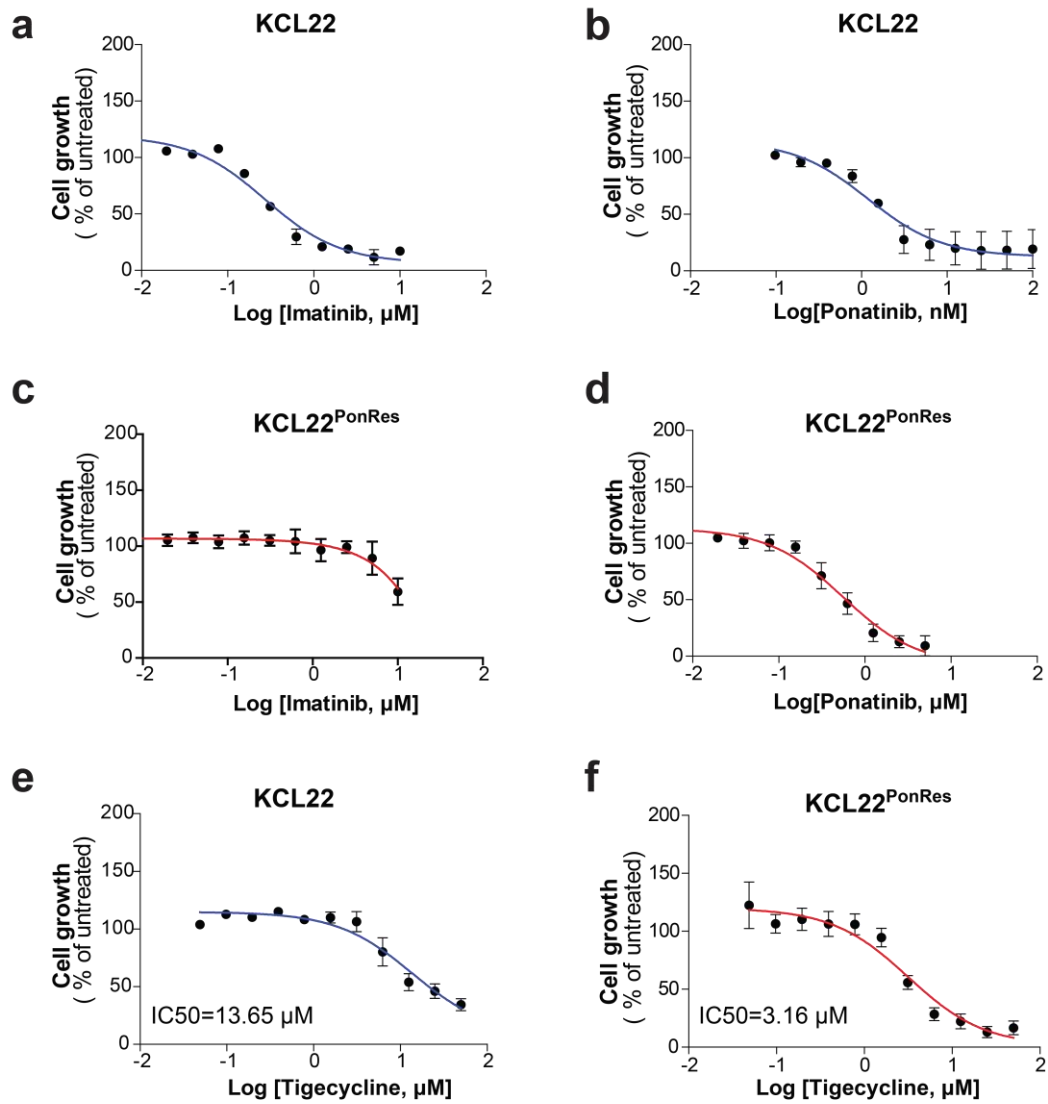 a
KCL22
200
150
100
50
0
-2 -1 0 1 2
Cell growth
( % of untreated)
Log [Imatinib, µM]
b
KCL22
200
150
100
50
0
-2 -1 0 1 2
Cell growth
( % of untreated)
Log[Ponatinib, nM]
c
KCL22PonRes
200
150
100
50
0
-2 -1 0 1 2
Cell growth
( % of untreated)
Log [Imatinib, µM]
d
KCL22PonRes
200
150
100
50
0
-2 -1 0 1 2
Cell growth
( % of untreated)
Log[Ponatinib, µM]
e
KCL22
200
150
100
50
0
-2 -1 0 1 2
Cell growth
( % of untreated)
IC50=13.65 µM
Log [Tigecycline, µM]
f
KCL22PonRes
200
150
100
50
0
-2 -1 0 1 2
Cell growth
( % of untreated)
IC50=3.16 µM
Log [Tigecycline, µM]